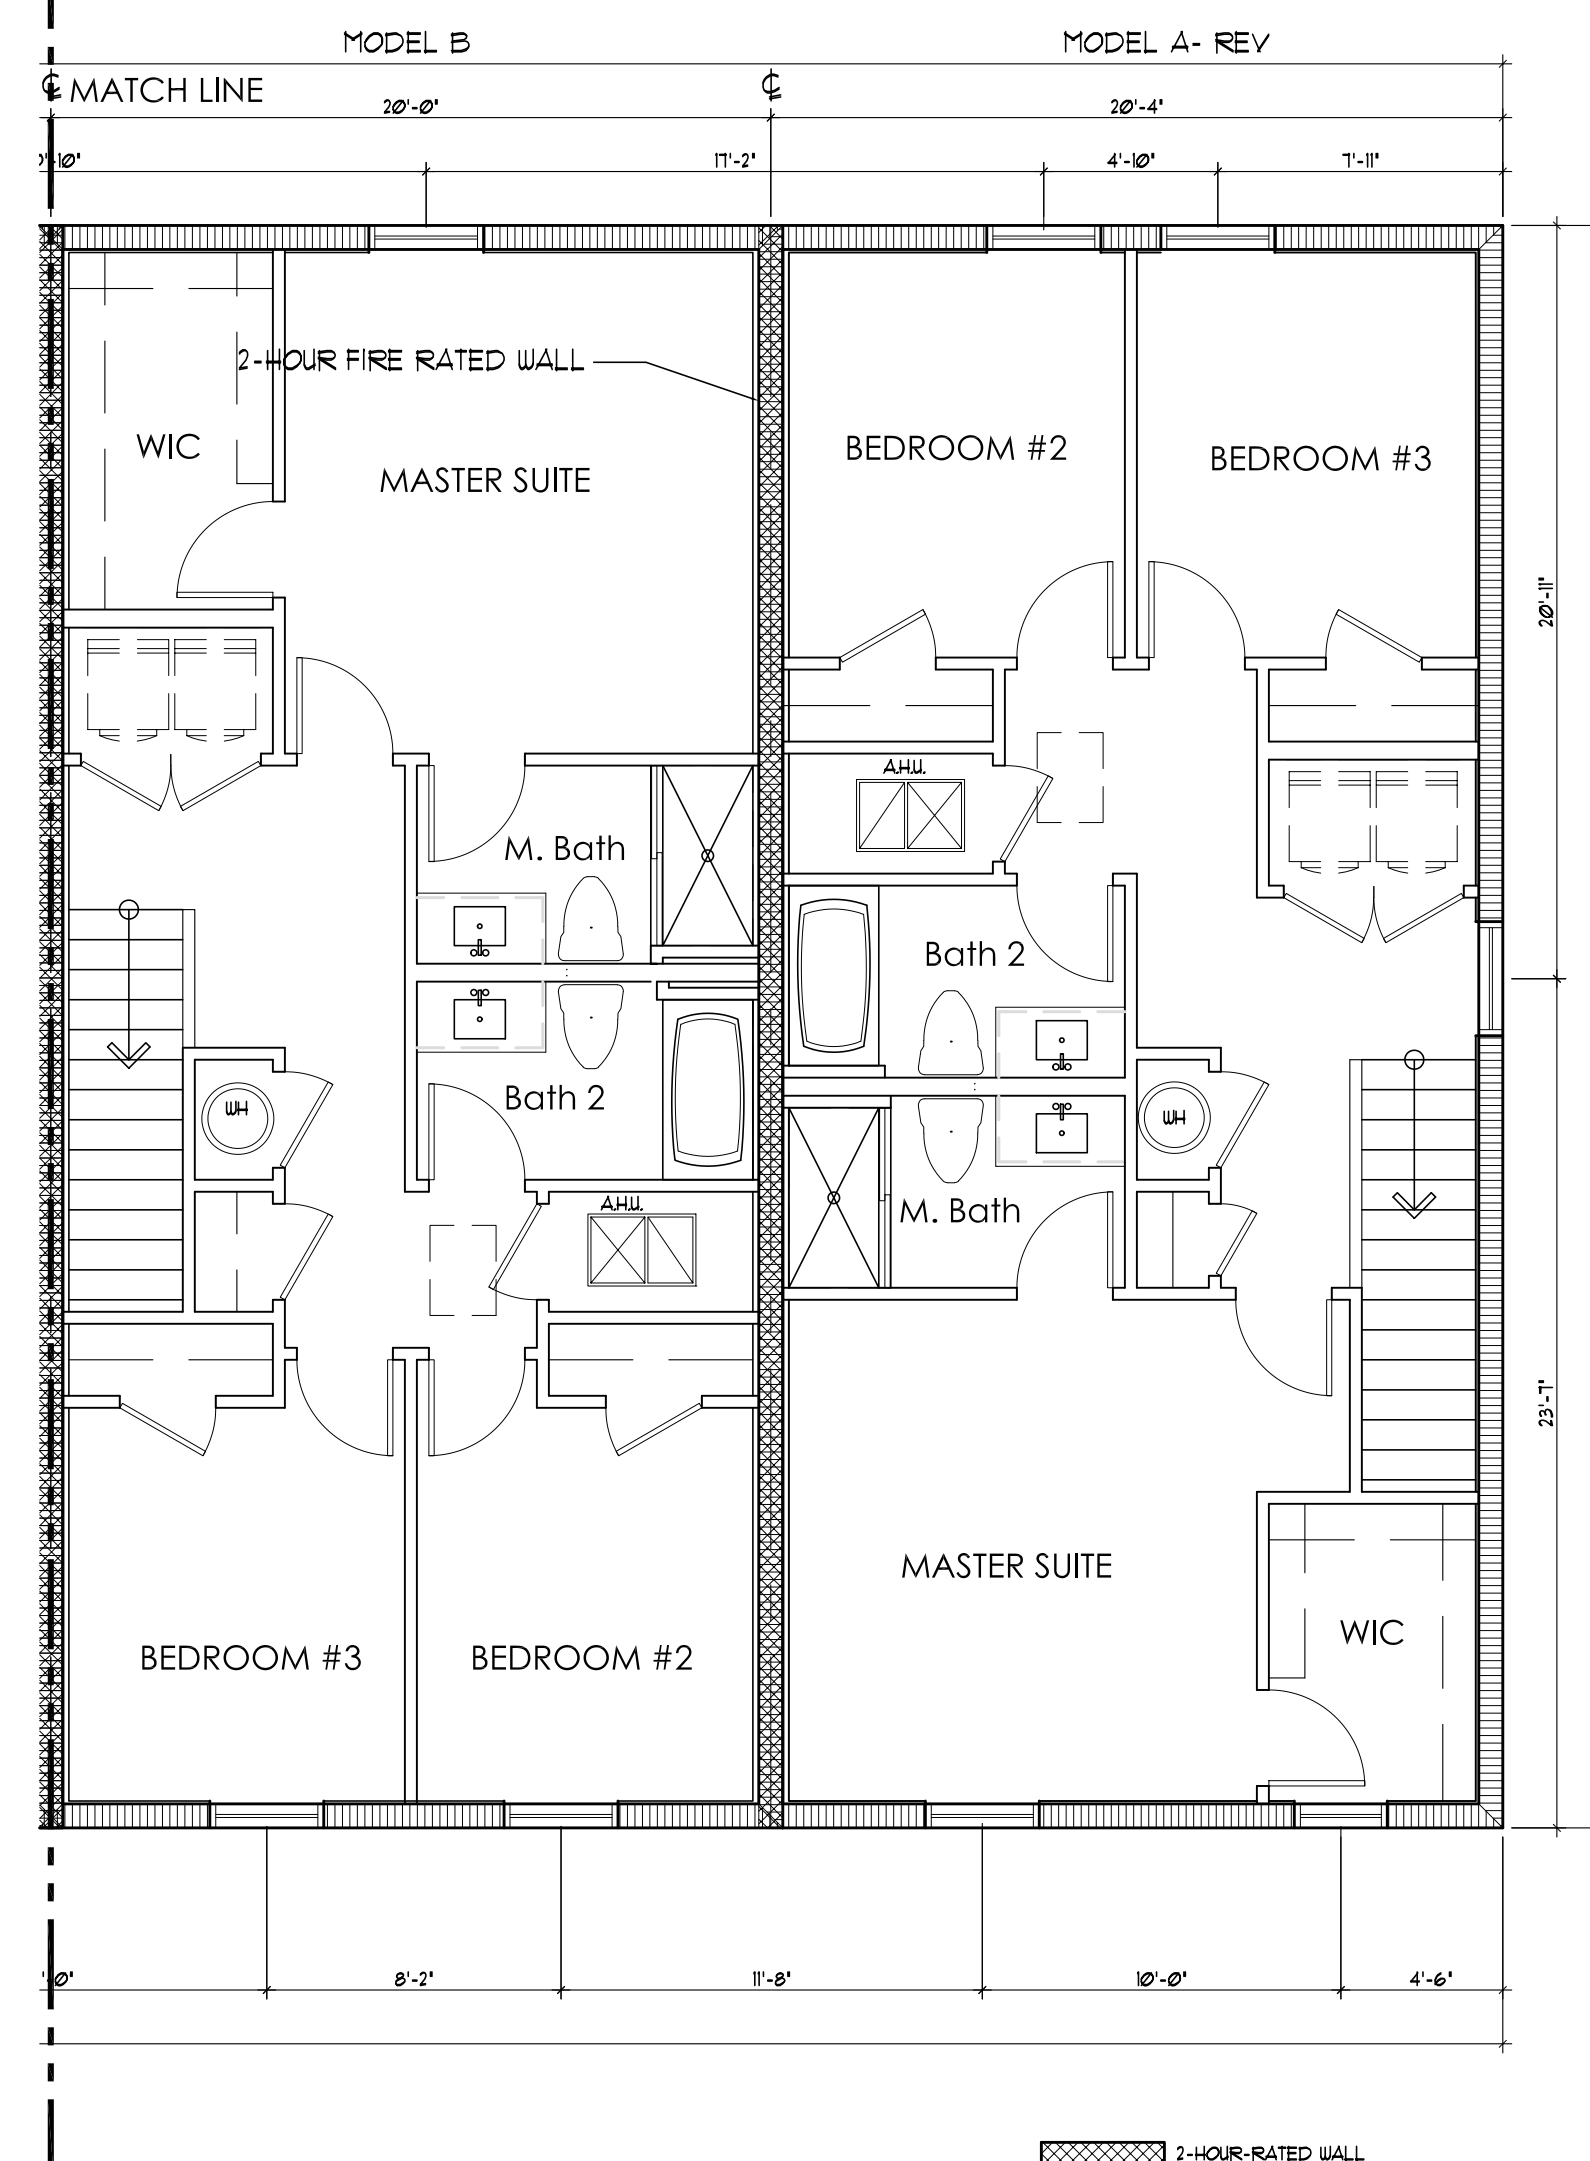 MODEL B
MODEL A- REV
℄ MATCH LINE
℄
20'-0"
20'-4"
17'-2"
4'-10"
7'-11"
2-HOUR FIRE RATED WALL
WIC
MASTER SUITE
BEDROOM #2
BEDROOM #3
20'-11"
A.H.U.
M. Bath
Bath 2
Bath 2
WH
WH
A.H.U.
M. Bath
23'-7"
MASTER SUITE
WIC
BEDROOM #3
BEDROOM #2
8'-2"
11'-8"
10'-0"
4'-6"
2-HOUR-RATED WALL